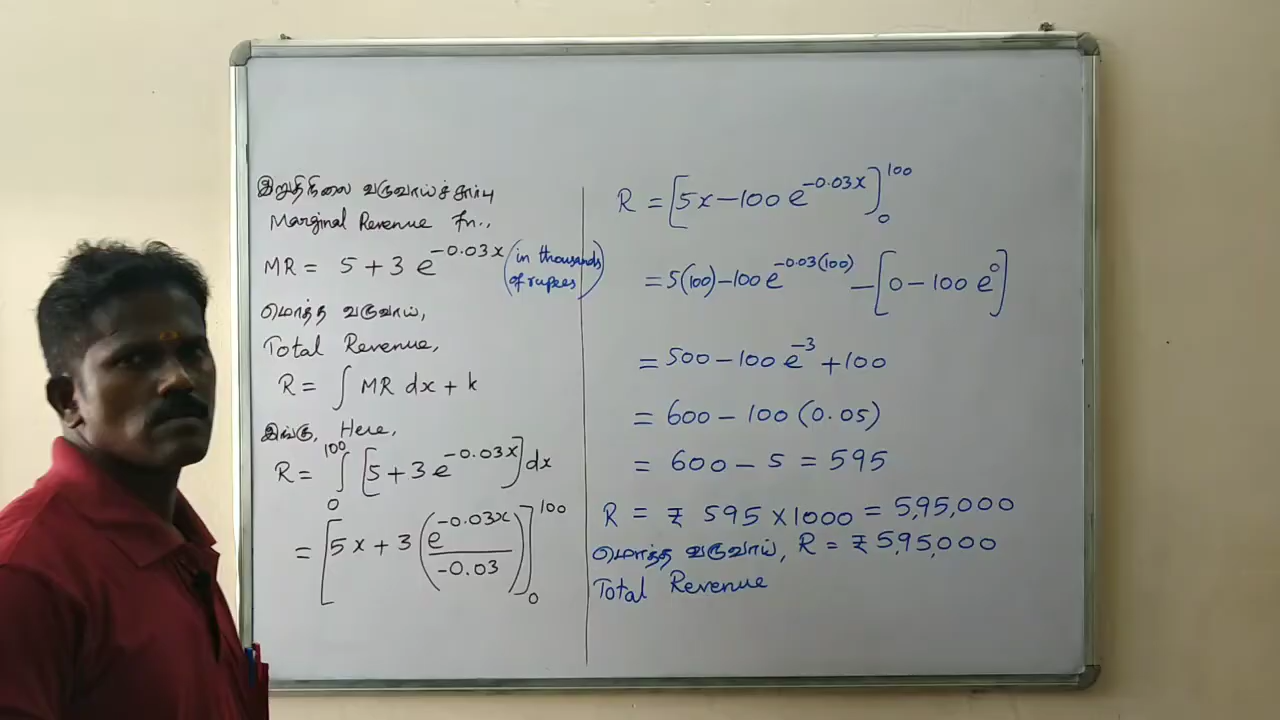 இறுதிநிலை வருவாய்ச் சார்பு
Marginal Revenue fn.,
MR = 5 + 3 e^{-0.03x} (in thousands of rupees)
மொத்த வருவாய்,
Total Revenue,
R = ∫ MR dx + k
இங்கு, Here,
R = ∫_0^{100} [5 + 3 e^{-0.03x}] dx
= [5x + 3 (e^{-0.03x} / -0.03)]_0^{100}
R = [5x - 100 e^{-0.03x}]_0^{100}
= 5(100) - 100 e^{-0.03(100)} - [0 - 100 e^0]
= 500 - 100 e^{-3} + 100
= 600 - 100 (0.05)
= 600 - 5 = 595
R = ₹ 595 × 1000 = 5,95,000
மொத்த வருவாய், R = ₹ 5,95,000
Total Revenue